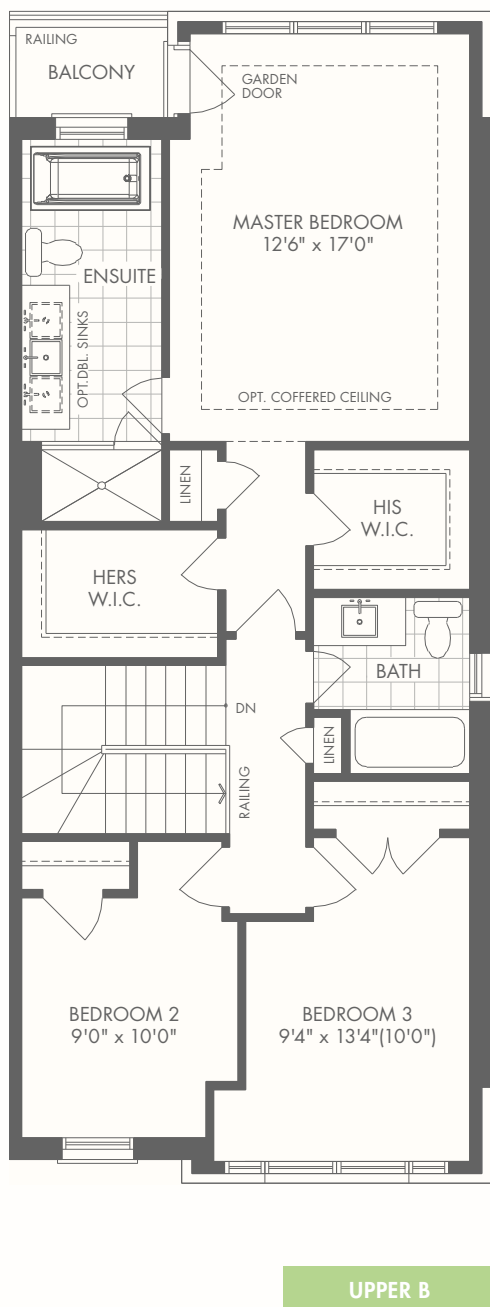 RAILING
BALCONY
GARDEN
DOOR
MASTER BEDROOM
12'6" x 17'0"
ENSUITE
OPT.DBL. SINKS
OPT. COFFERED CEILING
LINEN
HIS
W.I.C.
HERS
W.I.C.
BATH
DN
LINEN
RAILING
BEDROOM 2
9'0" x 10'0"
BEDROOM 3
9'4" x 13'4"(10'0")
UPPER B